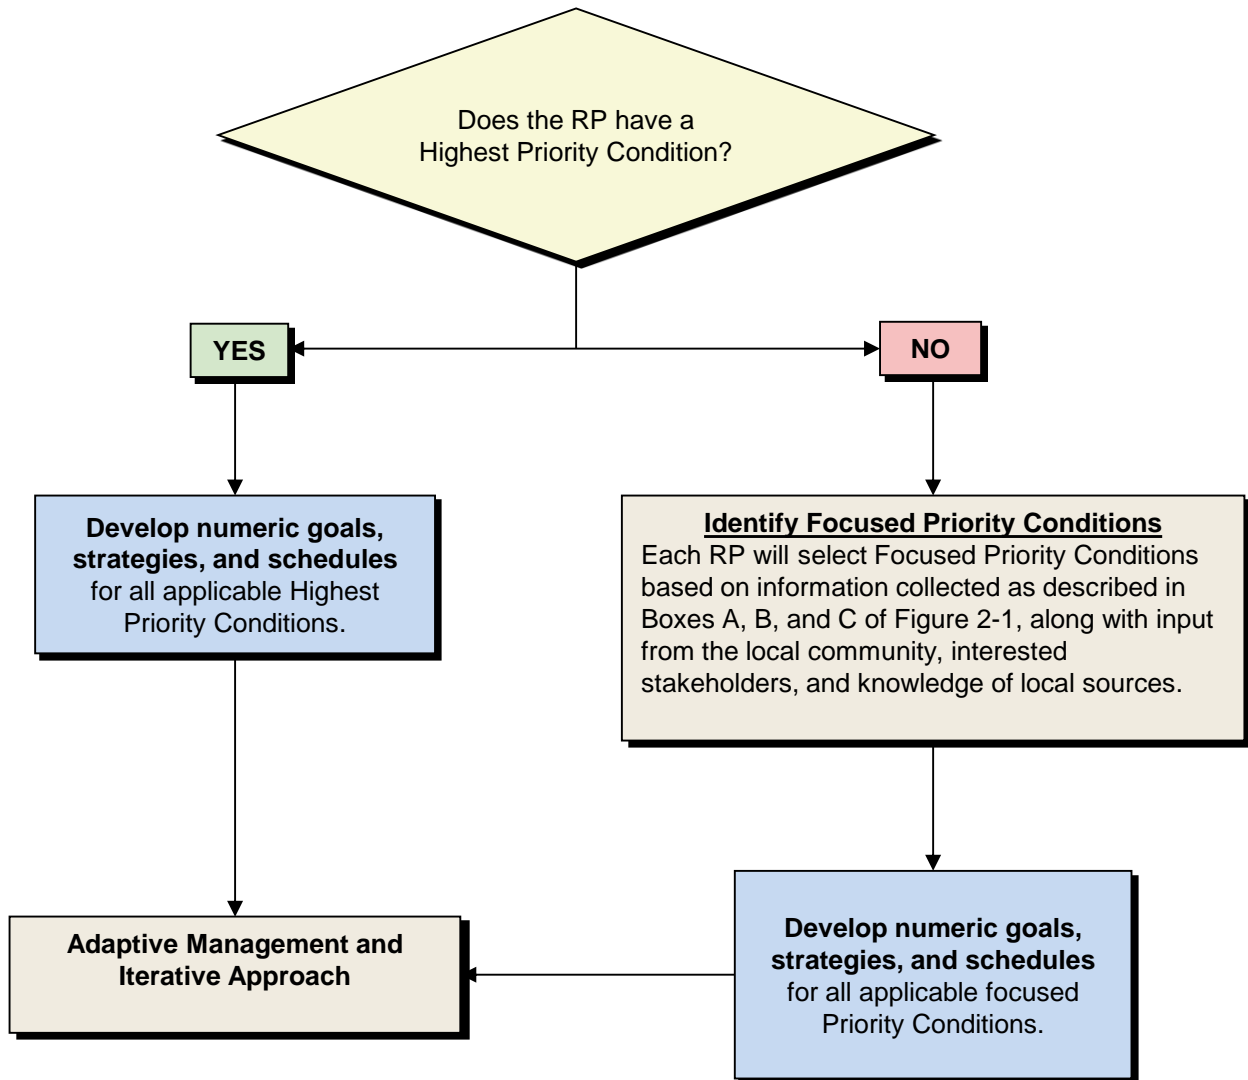 Does the RP have a
Highest Priority Condition?
YES
NO
Develop numeric goals,
strategies, and schedules
for all applicable Highest
Priority Conditions.
Identify Focused Priority Conditions
Each RP will select Focused Priority Conditions
based on information collected as described in
Boxes A, B, and C of Figure 2-1, along with input
from the local community, interested
stakeholders, and knowledge of local sources.
Adaptive Management and
Iterative Approach
Develop numeric goals,
strategies, and schedules
for all applicable focused
Priority Conditions.